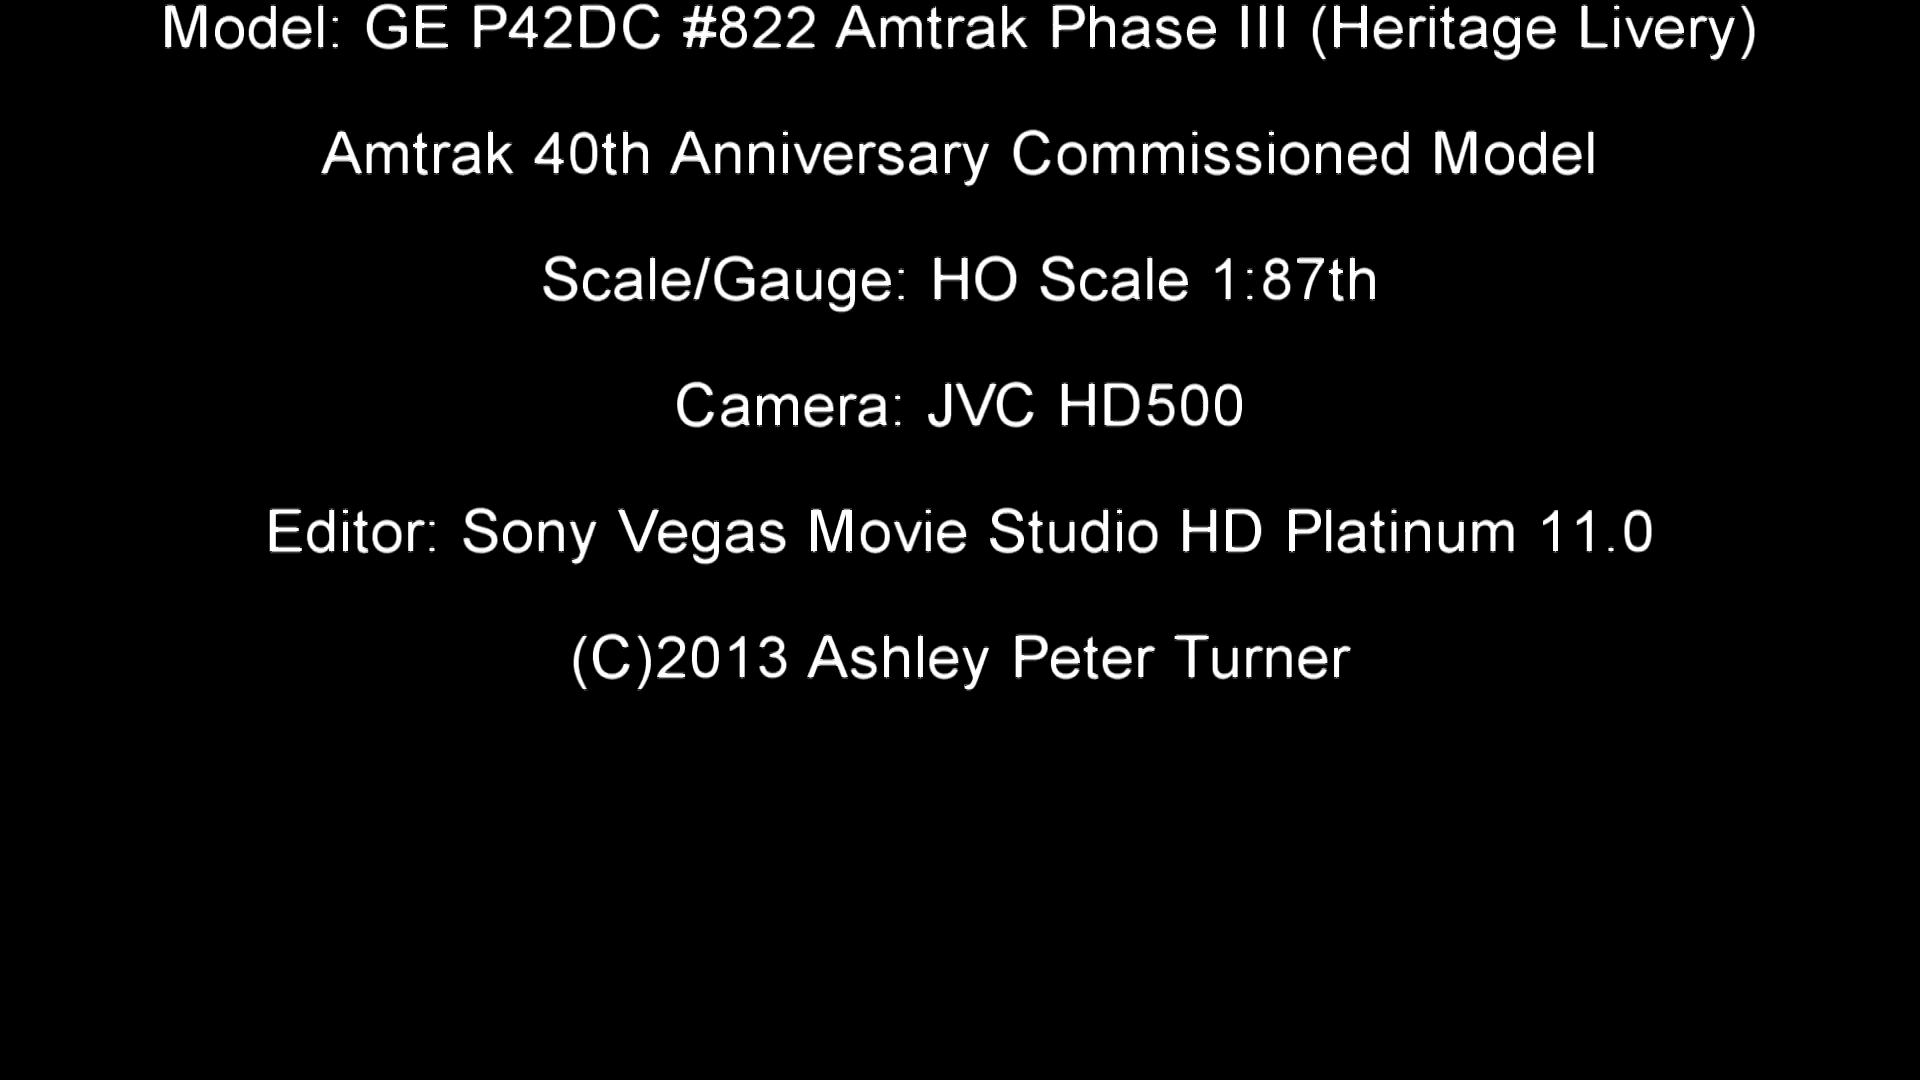 Model: GE P42DC #822 Amtrak Phase III (Heritage Livery)
Amtrak 40th Anniversary Commissioned Model
Scale/Gauge: HO Scale 1:87th
Camera: JVC HD500
Editor: Sony Vegas Movie Studio HD Platinum 11.0
(C)2013 Ashley Peter Turner